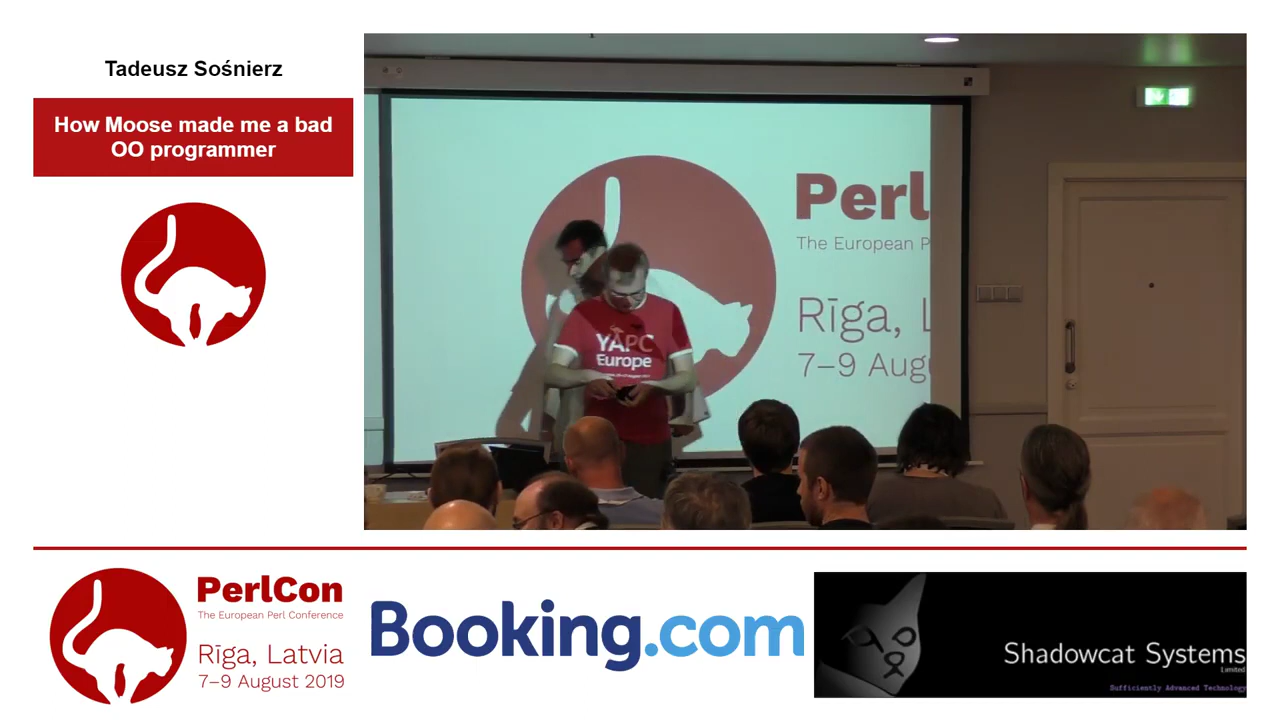 Tadeusz Sośnierz
How Moose made me a bad
OO programmer
Perl
The European P
Rīga, L
7–9 Aug
YAPC
Europe
PerlCon
The European Perl Conference
Rīga, Latvia
7–9 August 2019
Booking.com
Shadowcat Systems
Limited
Sufficiently Advanced Technology